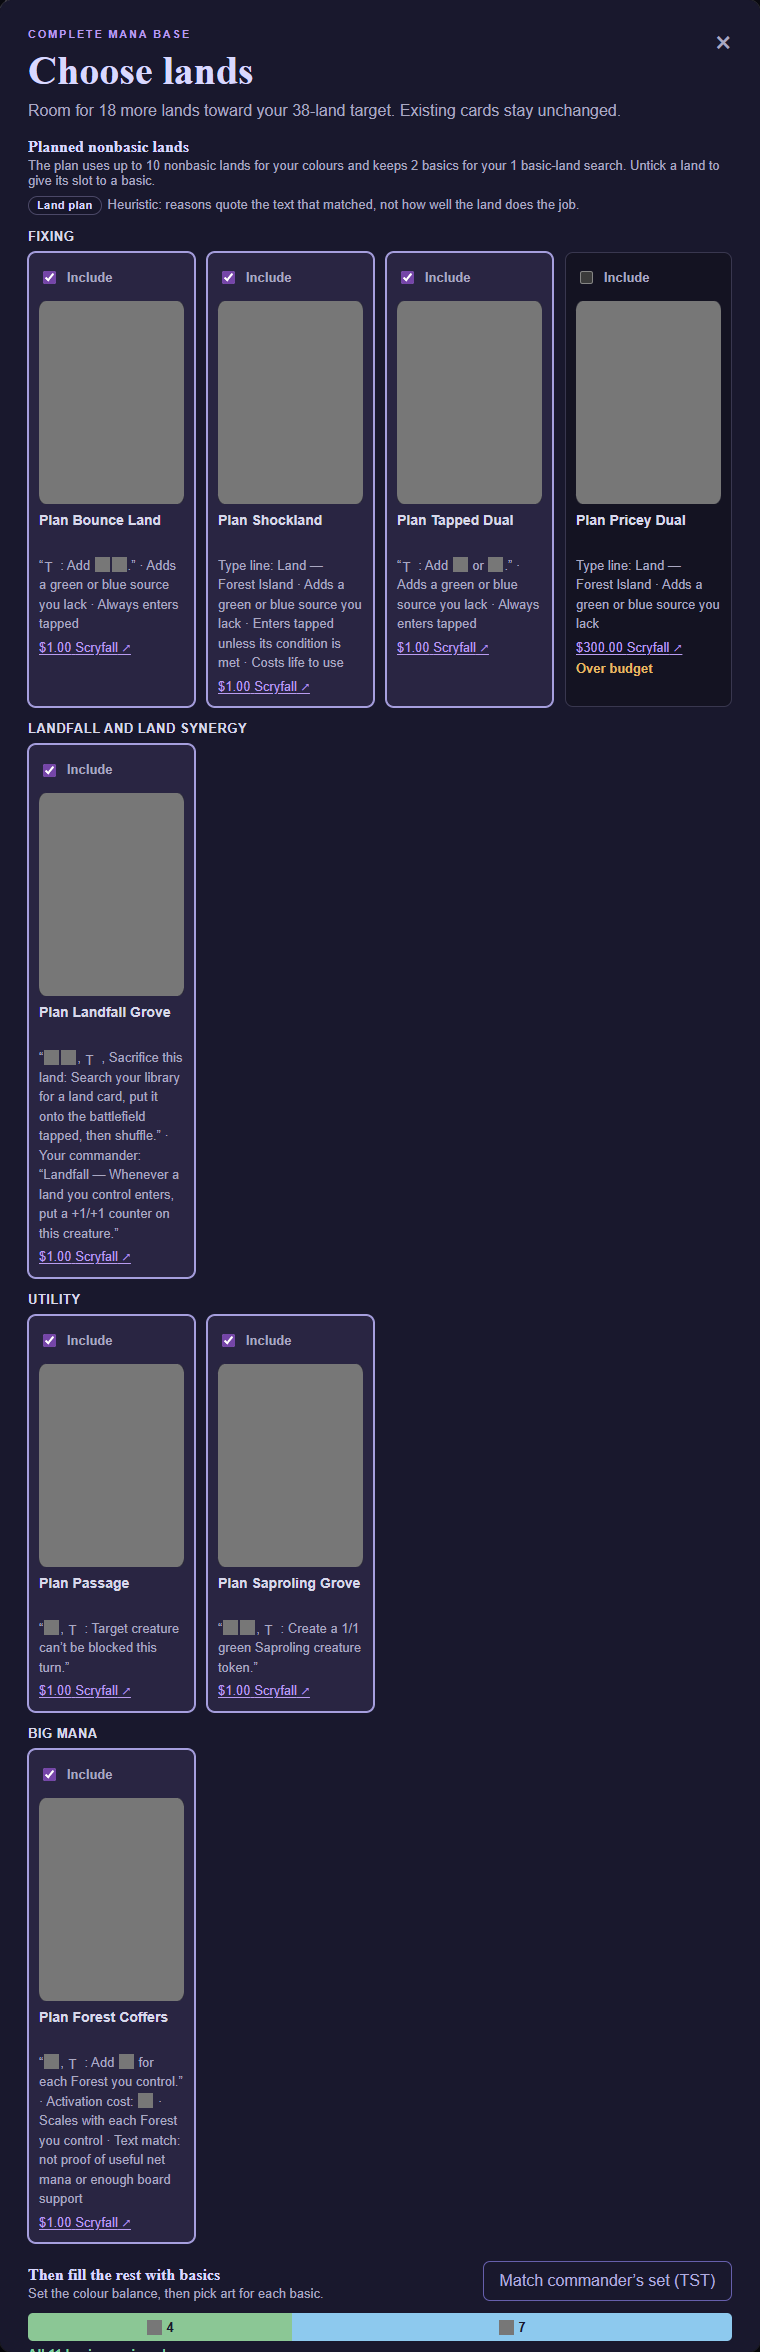 COMPLETE MANA BASE
×
Choose lands
Room for 18 more lands toward your 38-land target. Existing cards stay unchanged.
Planned nonbasic lands
The plan uses up to 10 nonbasic lands for your colours and keeps 2 basics for your 1 basic-land search. Untick a land to
give its slot to a basic.
Land plan Heuristic: reasons quote the text that matched, not how well the land does the job.
FIXING
Include
Plan Bounce Land
“T : Add .” · Adds
a green or blue source
you lack · Always enters
tapped
$1.00 Scryfall ↗
Include
Plan Shockland
Type line: Land —
Forest Island · Adds a
green or blue source you
lack · Enters tapped
unless its condition is
met · Costs life to use
$1.00 Scryfall ↗
Include
Plan Tapped Dual
“T : Add or .” ·
Adds a green or blue
source you lack · Always
enters tapped
$1.00 Scryfall ↗
Include
Plan Pricey Dual
Type line: Land —
Forest Island · Adds a
green or blue source you
lack
$300.00 Scryfall ↗
Over budget
LANDFALL AND LAND SYNERGY
Include
Plan Landfall Grove
“ , T , Sacrifice this
land: Search your library
for a land card, put it
onto the battlefield
tapped, then shuffle.” ·
Your commander:
“Landfall — Whenever a
land you control enters,
put a +1/+1 counter on
this creature.”
$1.00 Scryfall ↗
UTILITY
Include
Plan Passage
“ , T : Target creature
can’t be blocked this
turn.”
$1.00 Scryfall ↗
Include
Plan Saproling Grove
“ , T : Create a 1/1
green Saproling creature
token.”
$1.00 Scryfall ↗
BIG MANA
Include
Plan Forest Coffers
“ , T : Add for
each Forest you control.”
· Activation cost: ·
Scales with each Forest
you control · Text match:
not proof of useful net
mana or enough board
support
$1.00 Scryfall ↗
Then fill the rest with basics
Set the colour balance, then pick art for each basic.
Match commander’s set (TST)
4
7